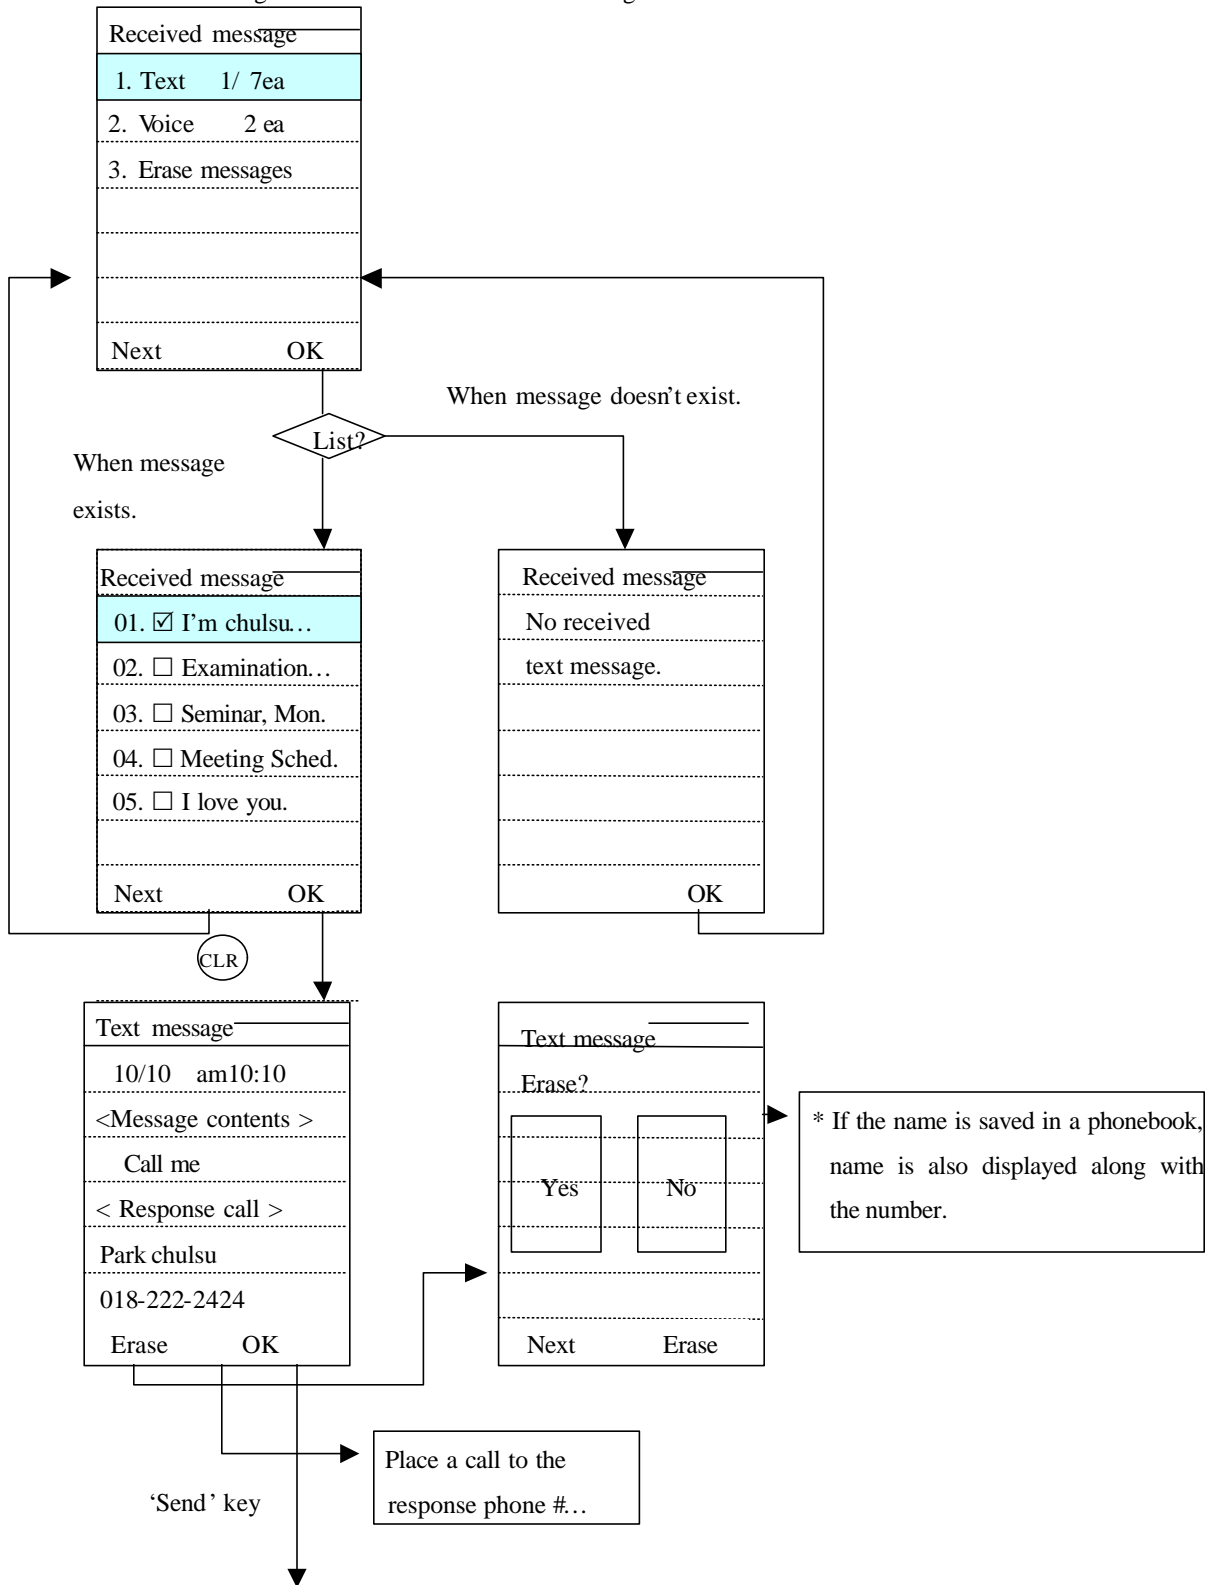 Received message
1. Text 1/ 7ea
2. Voice 2 ea
3. Erase messages
Next OK
When message doesn't exist.
List?
When message
exists.
Received message
01. ☑ I'm chulsu…
02. ☐ Examination…
03. ☐ Seminar, Mon.
04. ☐ Meeting Sched.
05. ☐ I love you.
Next OK
CLR
Received message
No received
text message.
OK
Text message
10/10 am10:10
<Message contents >
Call me
< Response call >
Park chulsu
018-222-2424
Erase OK
Text message
Erase?
Yes No
Next Erase
* If the name is saved in a phonebook,
name is also displayed along with
the number.
Place a call to the
response phone #…
‘Send’ key